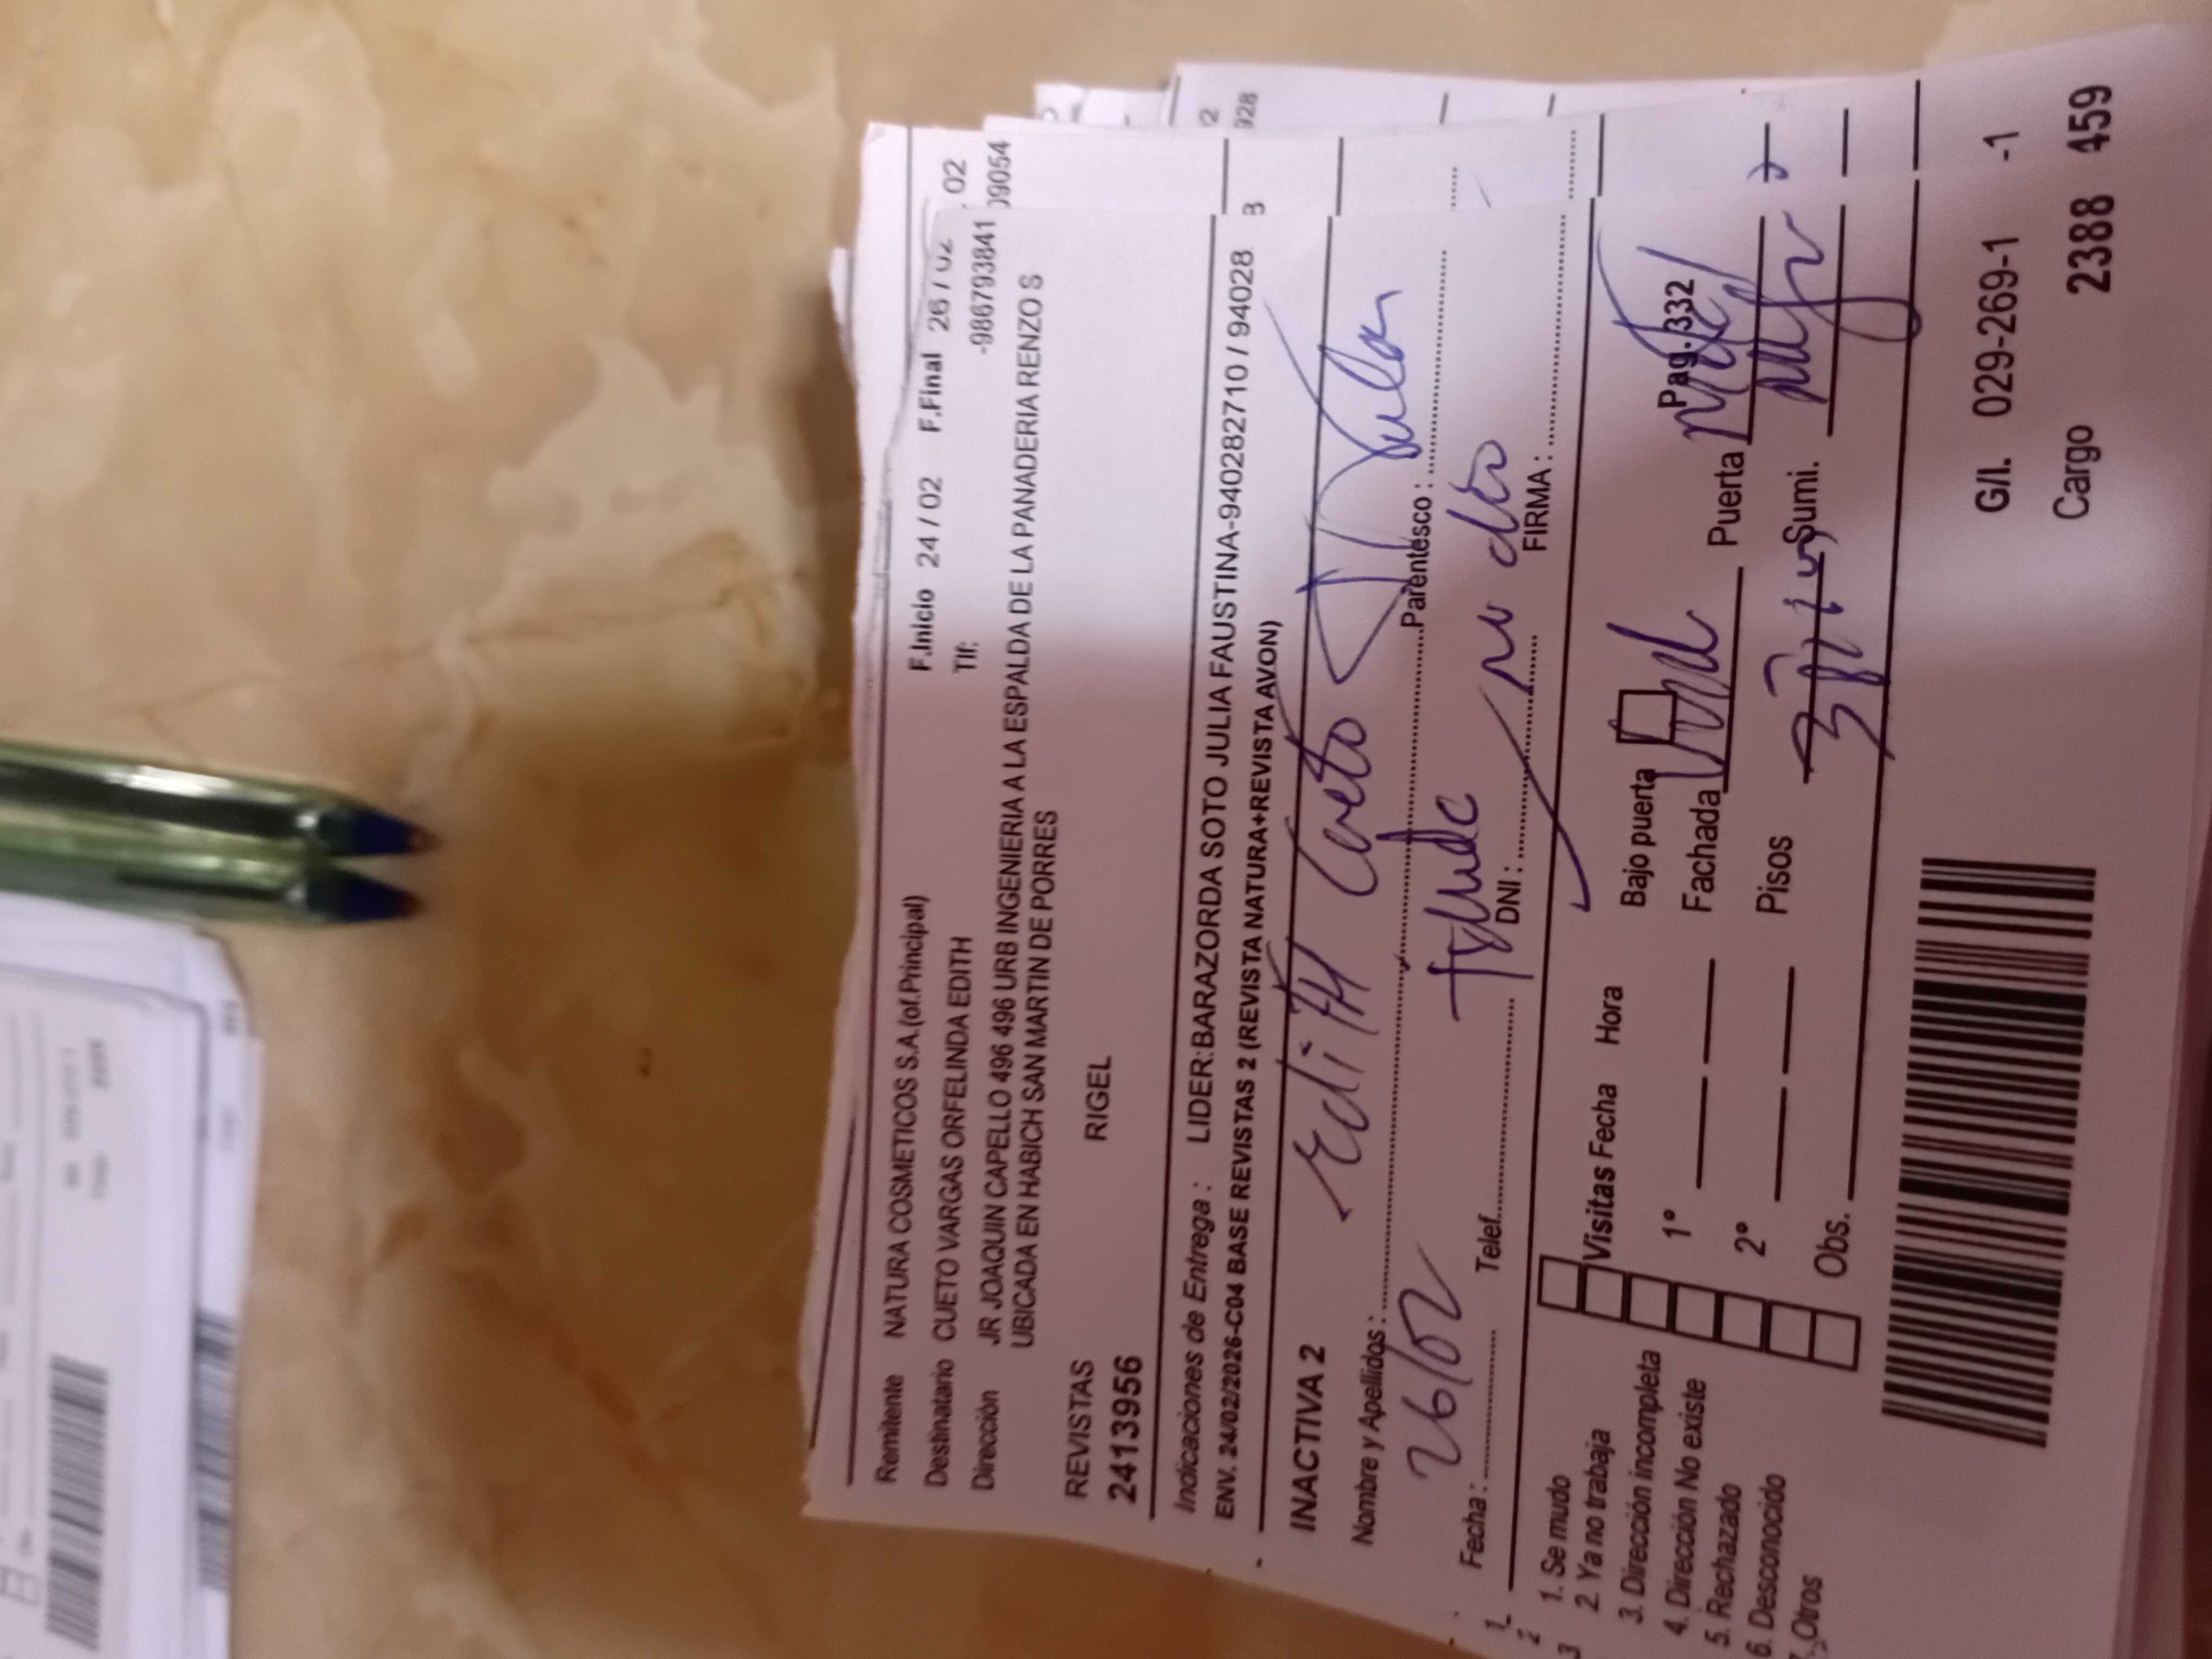 Remitente NATURA COSMETICOS S.A.(of.Principal) F.Inicio 24 / 02 F.Final 26 / 02
Destinatario CUETO VARGAS ORFELINDA EDITH Tlf: -986793841
Dirección JR JOAQUIN CAPELLO 496 496 URB INGENIERIA A LA ESPALDA DE LA PANADERIA RENZO S
UBICADA EN HABICH SAN MARTIN DE PORRES
REVISTAS RIGEL
2413956
Indicaciones de Entrega : LIDER:BARAZORDA SOTO JULIA FAUSTINA-940282710 / 94028
ENV. 24/02/2026-C04 BASE REVISTAS 2 (REVISTA NATURA+REVISTA AVON)
INACTIVA 2
Edith Cueto
Nombre y Apellidos : Parentesco :
26/02 no dio
Fecha : Telef. DNI : FIRMA :
1. Se mudo
2. Ya no trabaja
3. Dirección incompleta
4. Dirección No existe
5. Rechazado
6. Desconocido
7. Otros
Visitas Fecha Hora
1°
2°
Obs.
Bajo puerta Pag.332
Fachada Puerta
Pisos Sumi.
G/I. 029-269-1 -1
Cargo 2388 459
02
09054
928